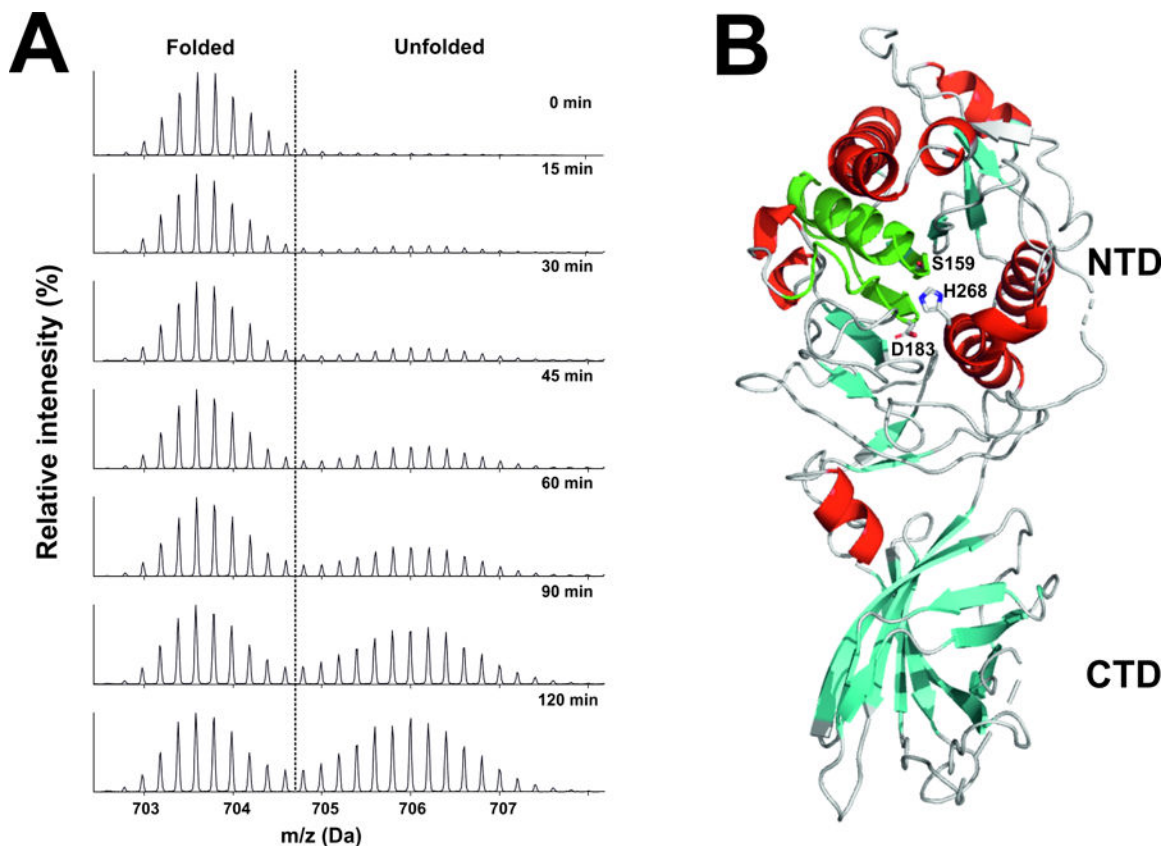 A
Folded Unfolded
0 min
15 min
30 min
45 min
60 min
90 min
120 min
Relative intenesity (%)
703 704 705 706 707
m/z (Da)
B
S159
H268
D183
NTD
CTD